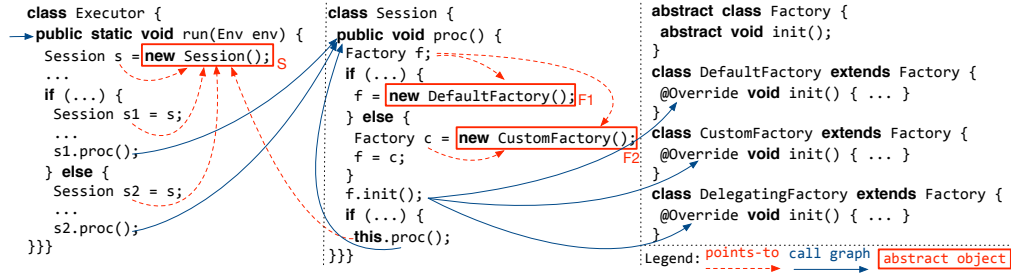 class Executor {
public static void run(Env env) {
Session s = new Session();
S
...
if (...) {
Session s1 = s;
...
s1.proc();
} else {
Session s2 = s;
...
s2.proc();
}}}
class Session {
public void proc() {
Factory f;
if (...) {
f = new DefaultFactory();
F1
} else {
Factory c = new CustomFactory();
F2
f = c;
}
f.init();
if (...) {
this.proc();
}}}
abstract class Factory {
abstract void init();
}
class DefaultFactory extends Factory {
@Override void init() { ... }
}
class CustomFactory extends Factory {
@Override void init() { ... }
}
class DelegatingFactory extends Factory {
@Override void init() { ... }
}
Legend: points-to call graph abstract object